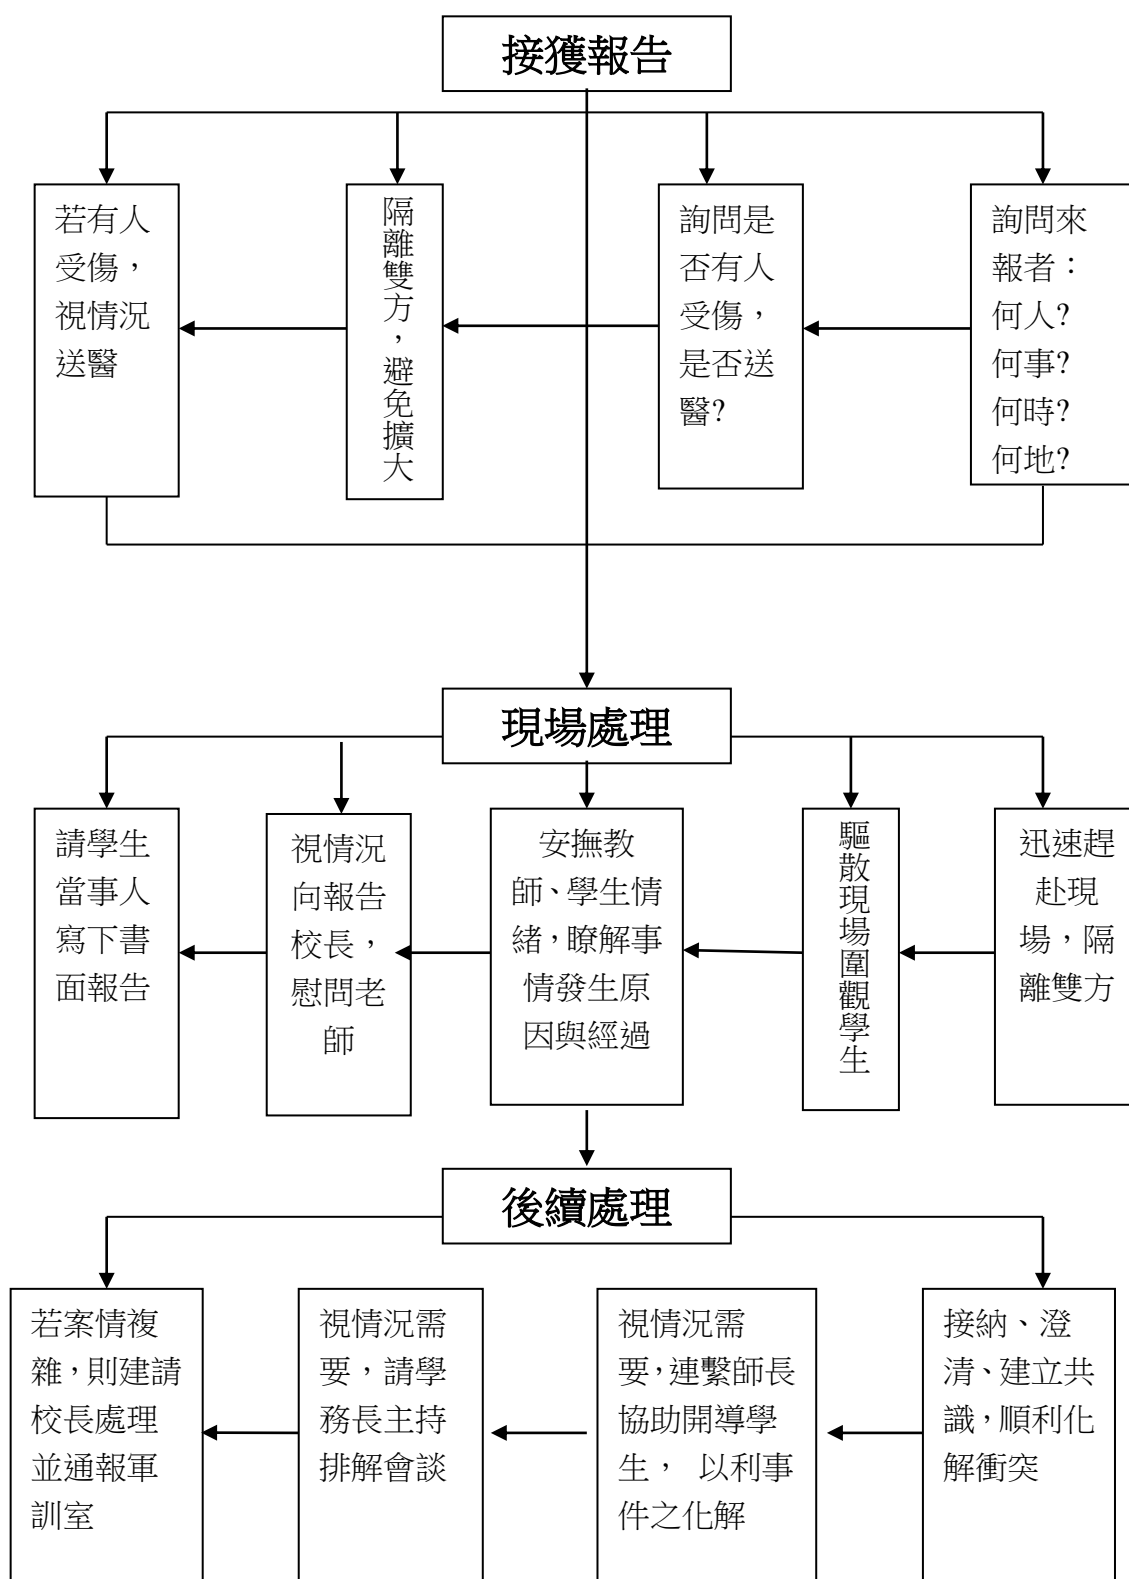 接獲報告
若有人
受傷，
視情況
送醫
隔離雙方，避免擴大
詢問是
否有人
受傷，
是否送
醫?
詢問來
報者：
何人?
何事?
何時?
何地?
現場處理
請學生
當事人
寫下書
面報告
視情況
向報告
校長，
慰問老
師
安撫教
師、學生情
緒，瞭解事
情發生原
因與經過
驅散現場圍觀學生
迅速趕
赴現
場，隔
離雙方
後續處理
若案情複
雜，則建請
校長處理
並通報軍
訓室
視情況需
要，請學
務長主持
排解會談
視情況需
要，連繫師長
協助開導學
生， 以利事
件之化解
接納、澄
清、建立共
識，順利化
解衝突